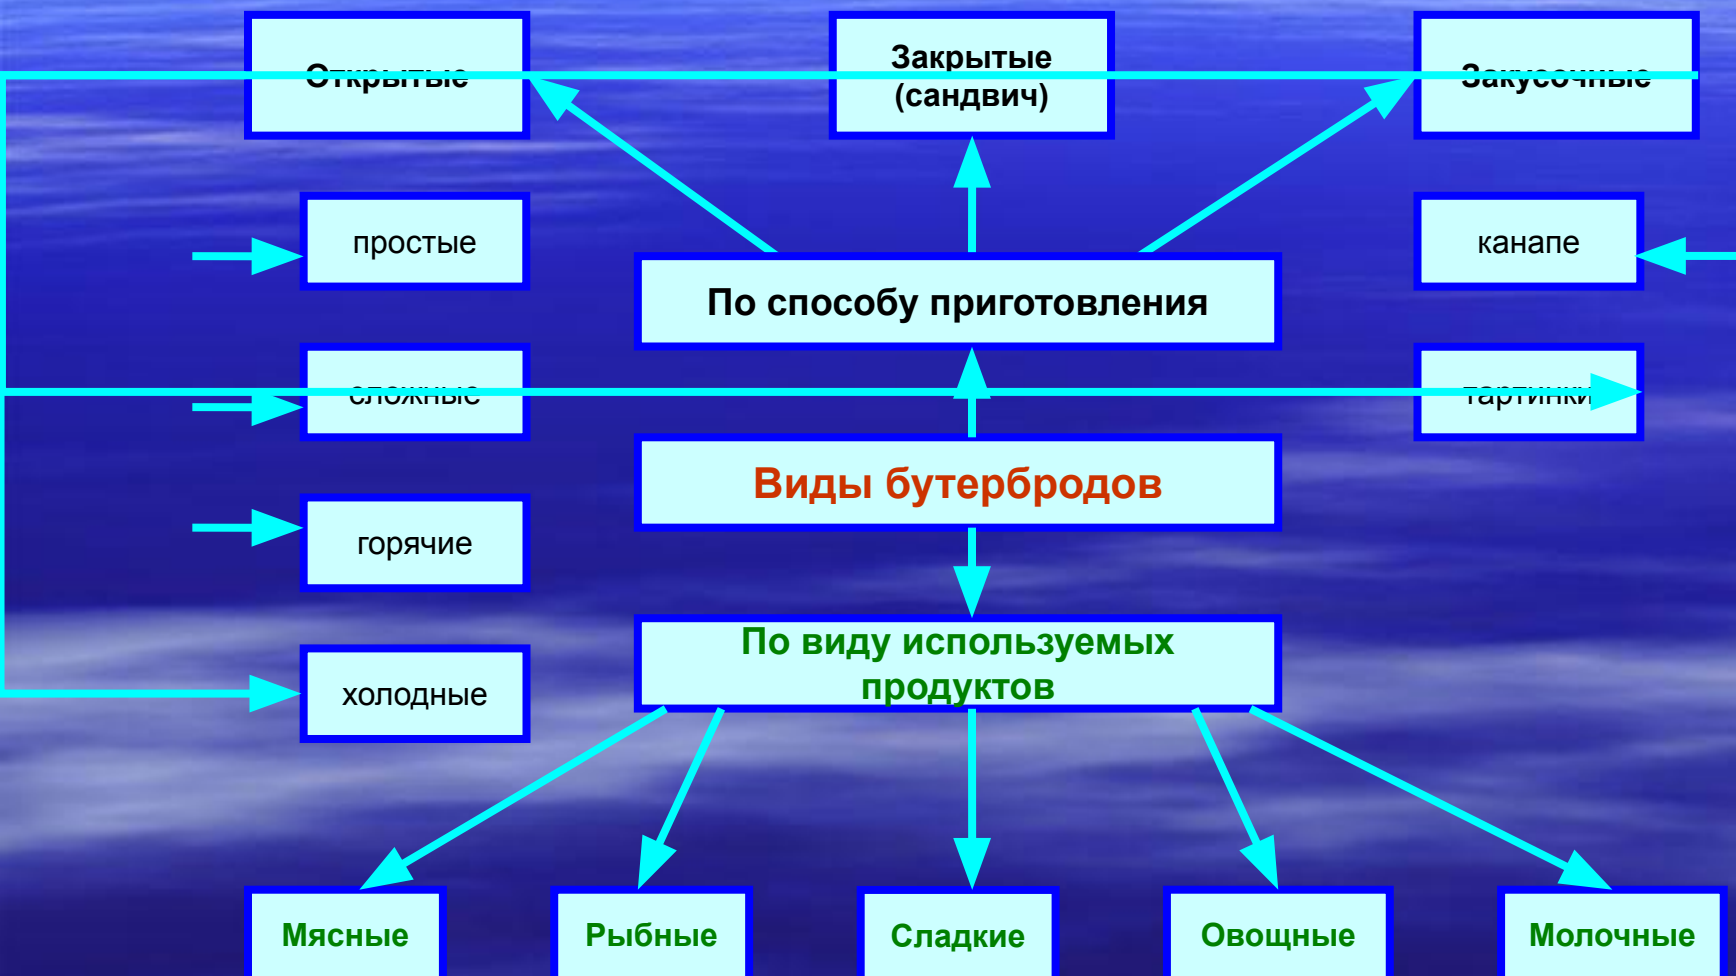 Открытые
Закрытые
(сандвич)
Закусочные
простые
канапе
По способу приготовления
сложные
тартинки
Виды бутербродов
горячие
По виду используемых
продуктов
холодные
Мясные
Рыбные
Сладкие
Овощные
Молочные